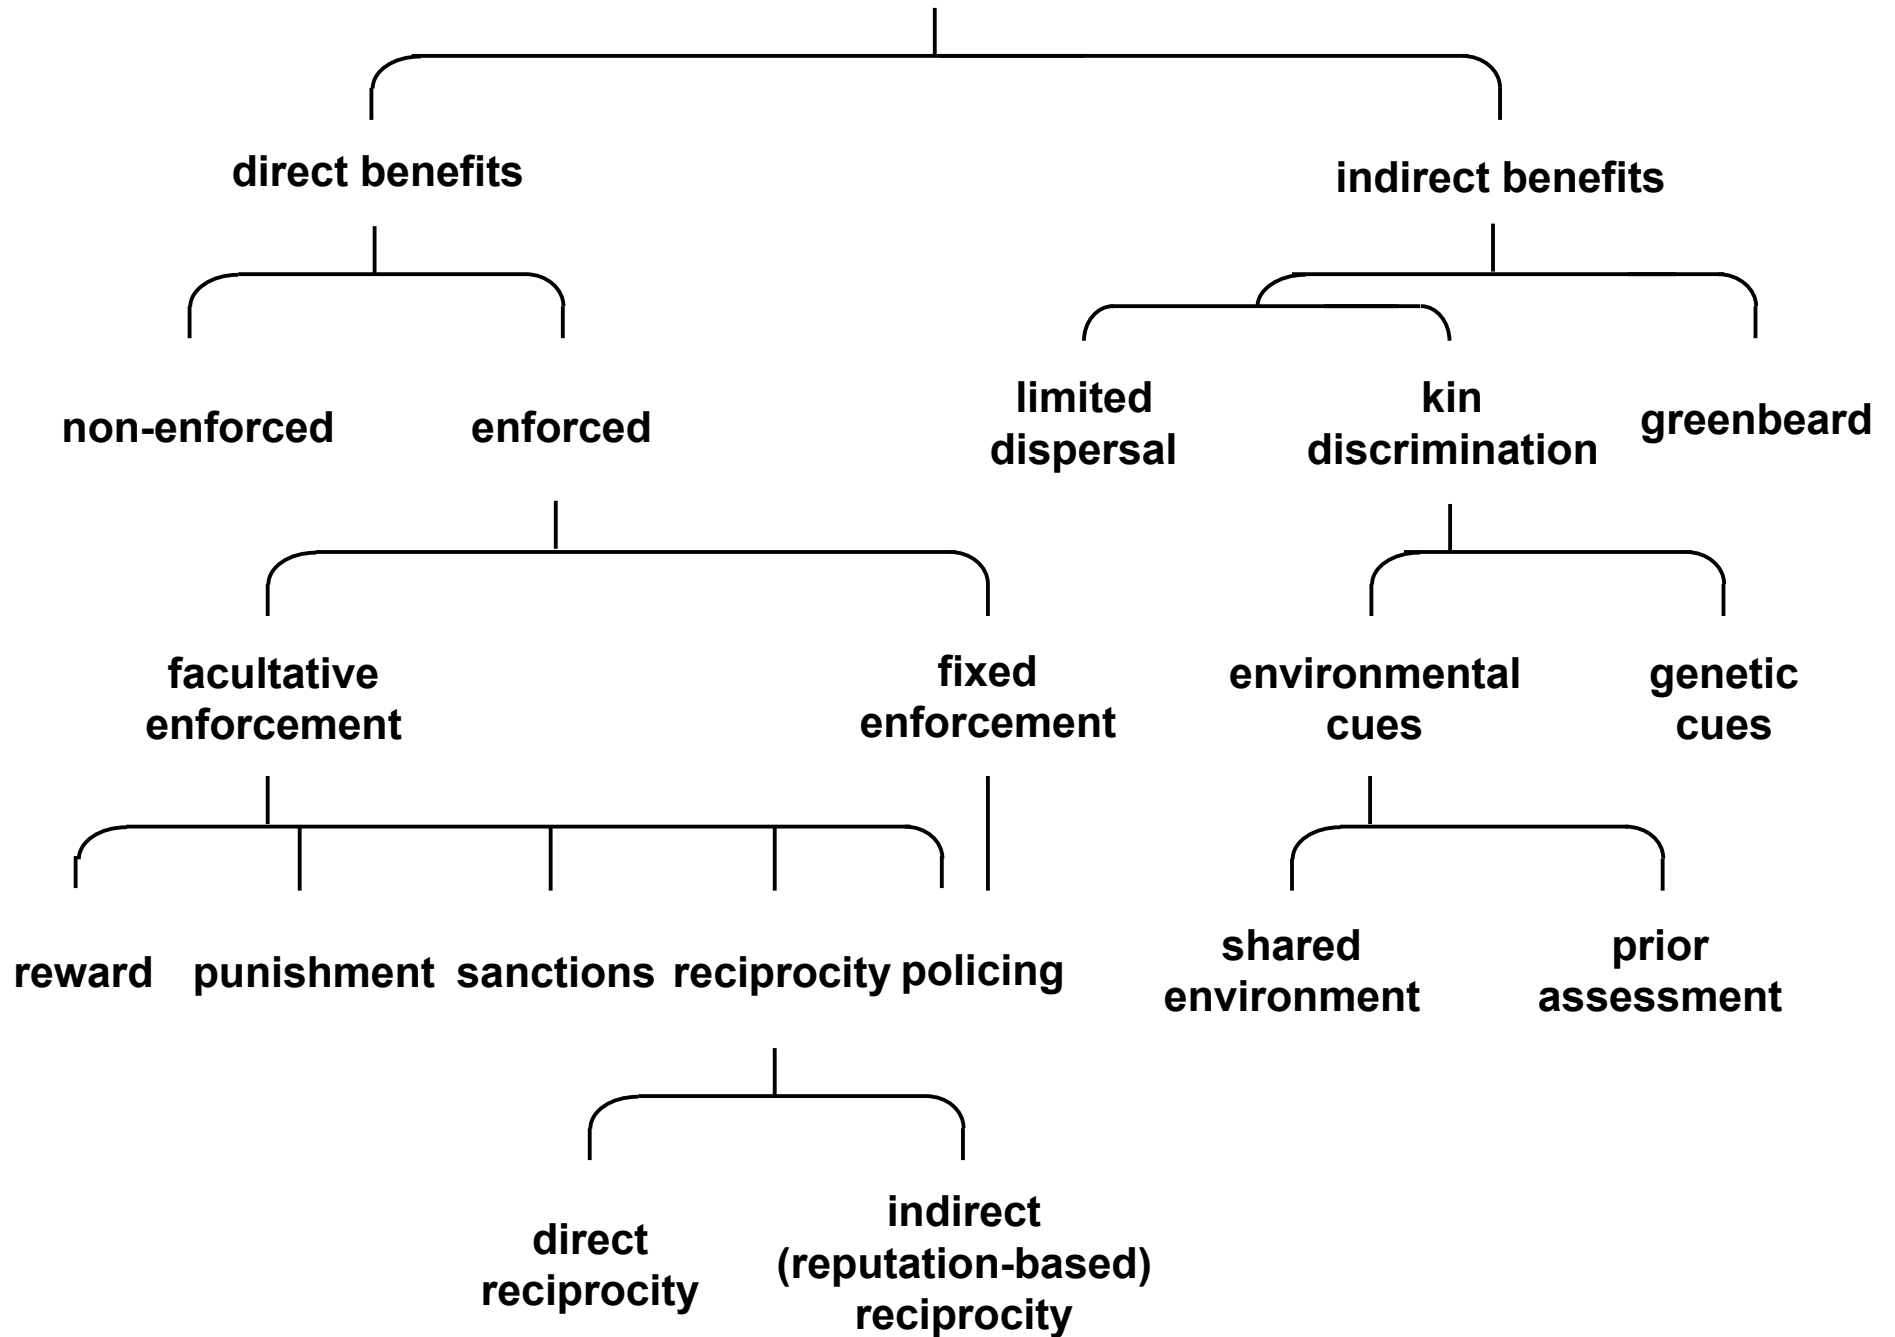 direct benefits
indirect benefits
non-enforced
enforced
limited
dispersal
kin
discrimination
greenbeard
facultative
enforcement
fixed
enforcement
environmental
cues
genetic
cues
reward
punishment
sanctions
reciprocity
policing
shared
environment
prior
assessment
direct
reciprocity
indirect
(reputation-based)
reciprocity